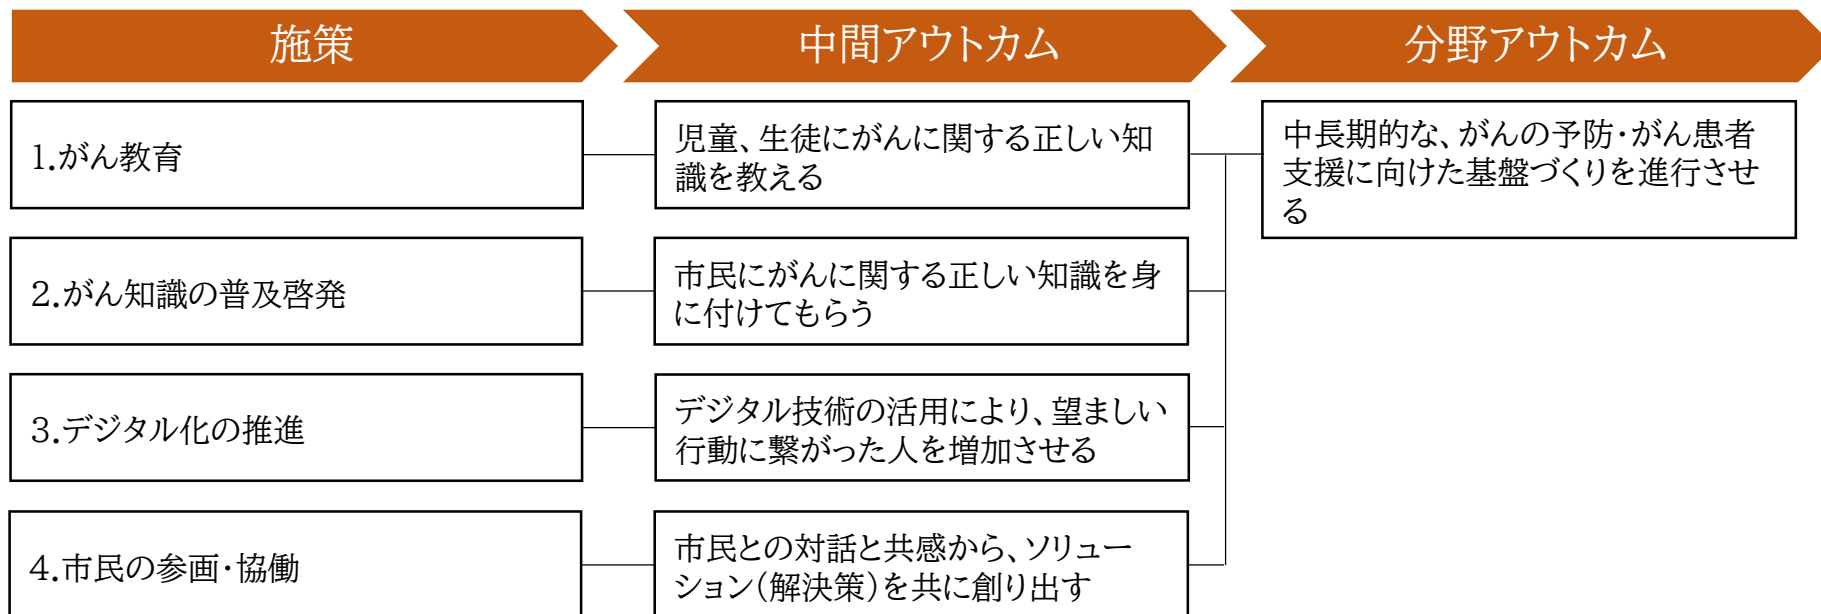 施策
中間アウトカム
分野アウトカム
1.がん教育
児童、生徒にがんに関する正しい知
識を教える
中長期的な、がんの予防・がん患者
支援に向けた基盤づくりを進行させ
る
2.がん知識の普及啓発
市民にがんに関する正しい知識を身
に付けてもらう
3.デジタル化の推進
デジタル技術の活用により、望ましい
行動に繋がった人を増加させる
4.市民の参画・協働
市民との対話と共感から、ソリュー
ション(解決策)を共に創り出す